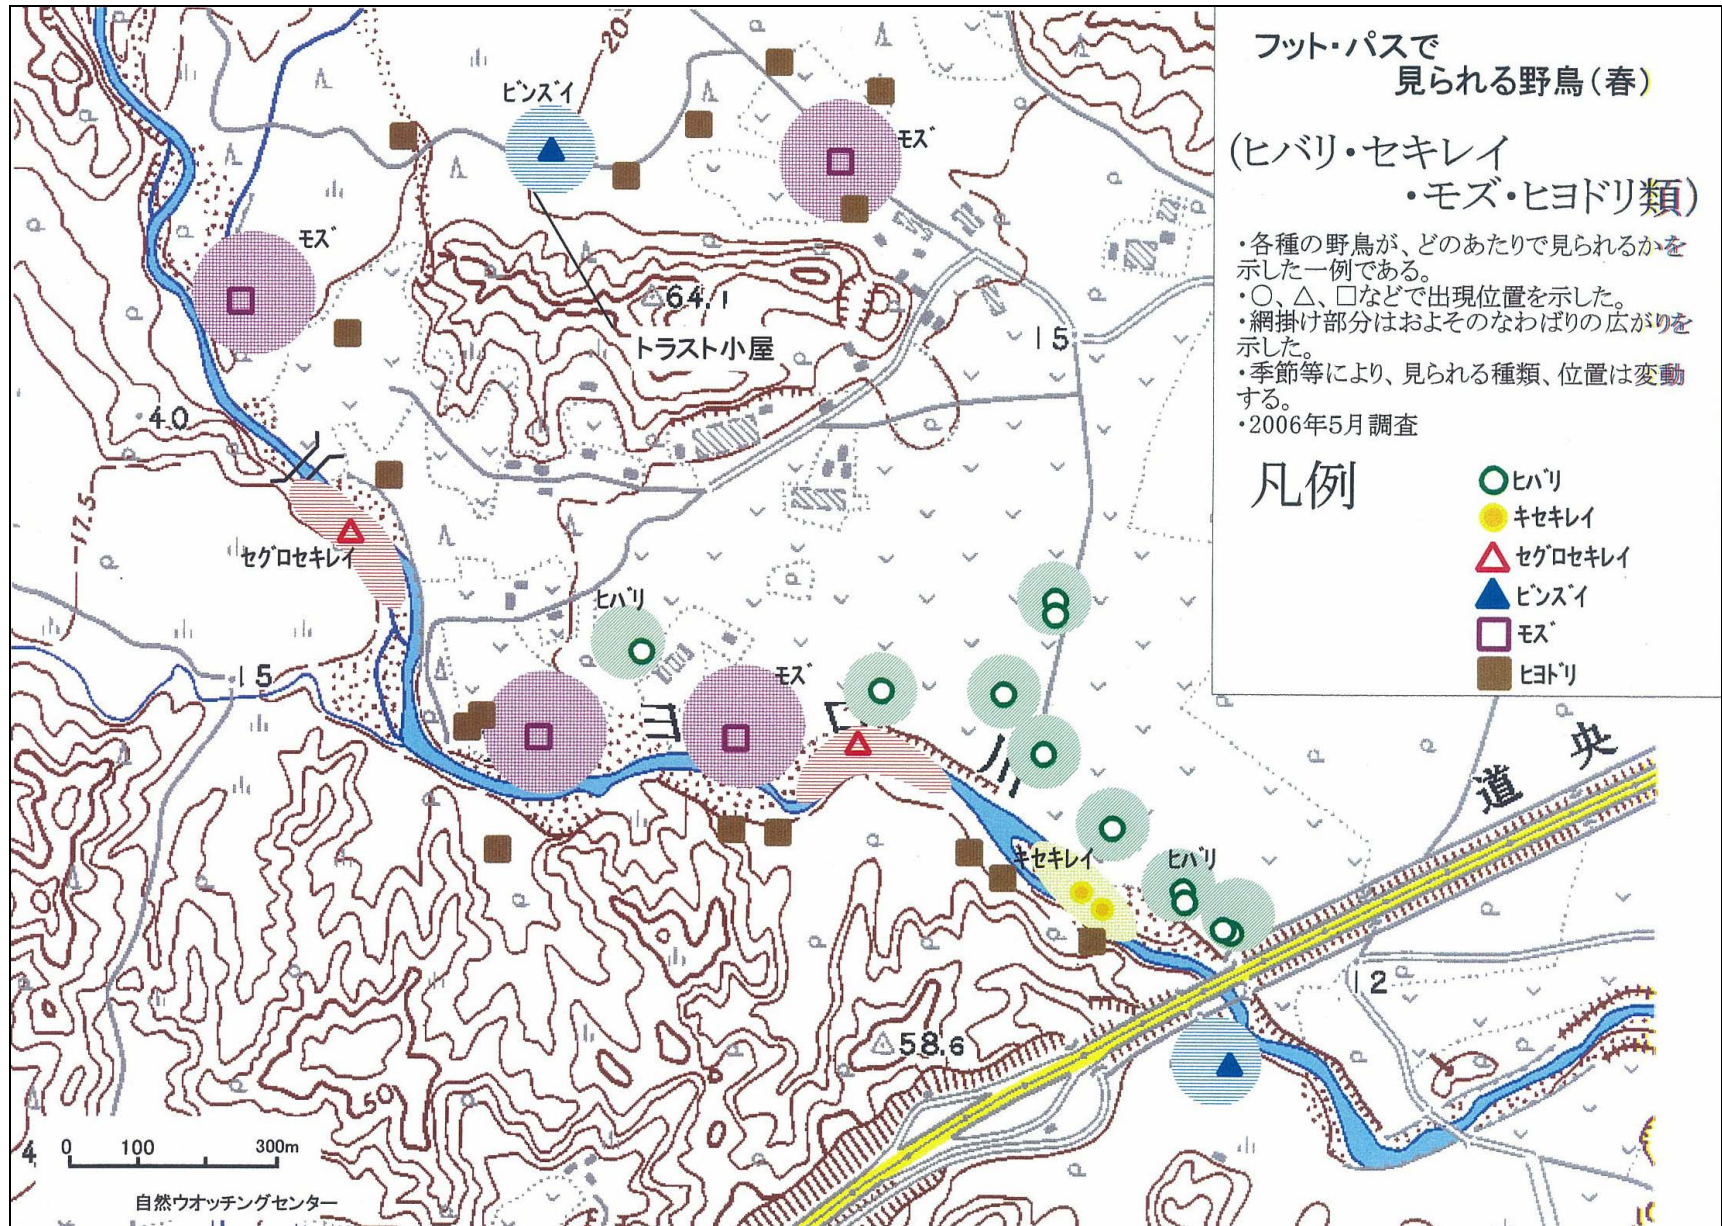 フット・パスで
見られる野鳥(春)
(ヒバリ・セキレイ
・モズ・ヒヨドリ類)
・各種の野鳥が、どのあたりで見られるかを
示した一例である。
・○、△、□などで出現位置を示した。
・網掛け部分はおよそのなわばりの広がりを
示した。
・季節等により、見られる種類、位置は変動
する。
・2006年5月調査
凡例
ヒバリ
キセキレイ
セグロセキレイ
ビンズイ
モズ
ヒヨドリ
20
ビンズイ
モズ
モズ
64.1
トラスト小屋
15
40
17.5
セグロセキレイ
ヒバリ
15
モズ
ヨロ川
央
道
キセキレイ
ヒバリ
12
58.6
50
4
0 100 300m
自然ウオッチングセンター